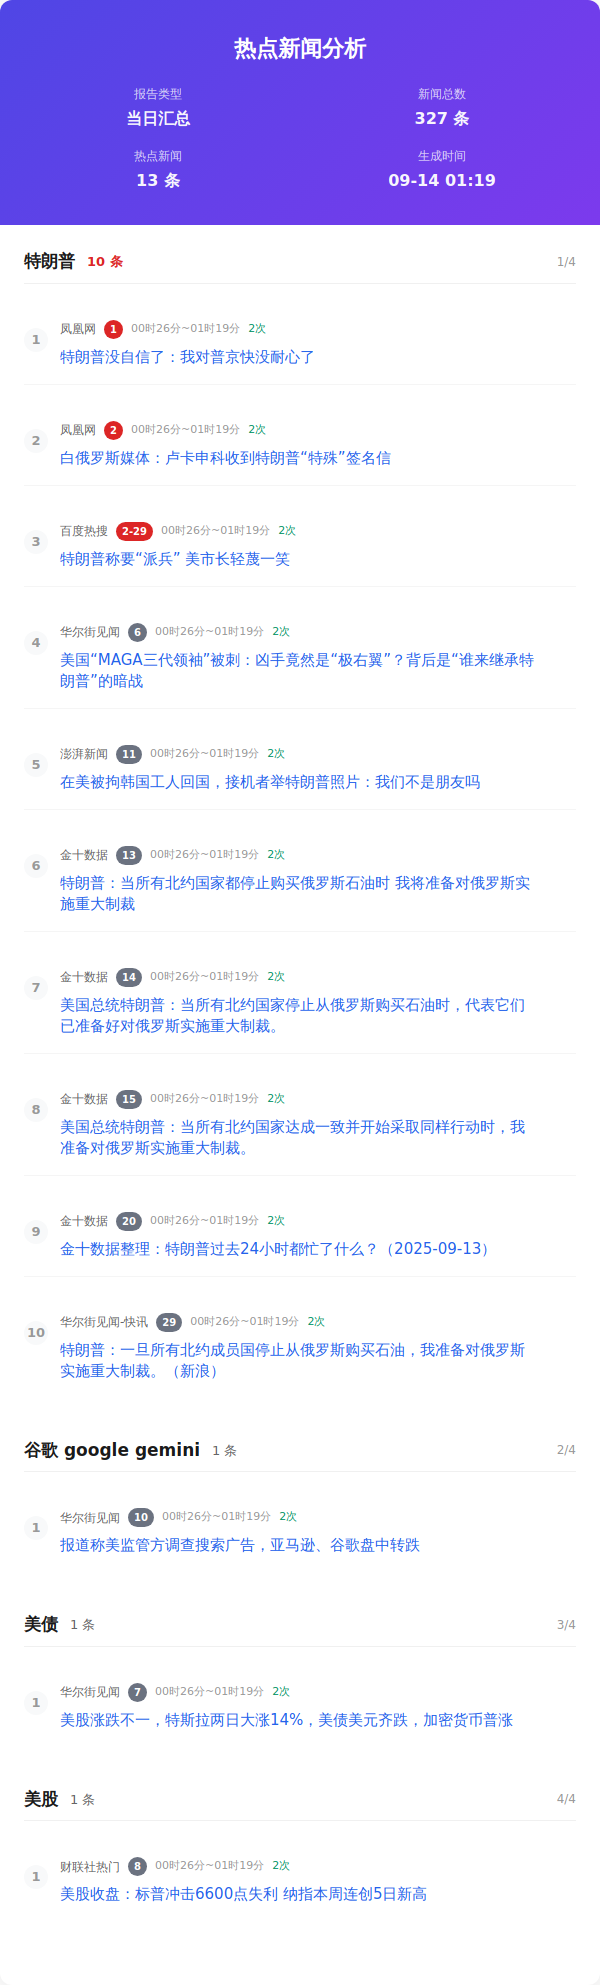 热点新闻分析
报告类型
新闻总数
当日汇总
327 条
热点新闻
生成时间
13 条
09-14 01:19
特朗普 10 条 1/4
1 凤凰网 1 00时26分~01时19分 2次
特朗普没自信了：我对普京快没耐心了
2 凤凰网 2 00时26分~01时19分 2次
白俄罗斯媒体：卢卡申科收到特朗普“特殊”签名信
3 百度热搜 2-29 00时26分~01时19分 2次
特朗普称要“派兵” 美市长轻蔑一笑
4 华尔街见闻 6 00时26分~01时19分 2次
美国“MAGA三代领袖”被刺：凶手竟然是“极右翼”？背后是“谁来继承特
朗普”的暗战
5 澎湃新闻 11 00时26分~01时19分 2次
在美被拘韩国工人回国，接机者举特朗普照片：我们不是朋友吗
6 金十数据 13 00时26分~01时19分 2次
特朗普：当所有北约国家都停止购买俄罗斯石油时 我将准备对俄罗斯实
施重大制裁
7 金十数据 14 00时26分~01时19分 2次
美国总统特朗普：当所有北约国家停止从俄罗斯购买石油时，代表它们
已准备好对俄罗斯实施重大制裁。
8 金十数据 15 00时26分~01时19分 2次
美国总统特朗普：当所有北约国家达成一致并开始采取同样行动时，我
准备对俄罗斯实施重大制裁。
9 金十数据 20 00时26分~01时19分 2次
金十数据整理：特朗普过去24小时都忙了什么？（2025-09-13）
10 华尔街见闻-快讯 29 00时26分~01时19分 2次
特朗普：一旦所有北约成员国停止从俄罗斯购买石油，我准备对俄罗斯
实施重大制裁。（新浪）
谷歌 google gemini 1 条 2/4
1 华尔街见闻 10 00时26分~01时19分 2次
报道称美监管方调查搜索广告，亚马逊、谷歌盘中转跌
美债 1 条 3/4
1 华尔街见闻 7 00时26分~01时19分 2次
美股涨跌不一，特斯拉两日大涨14%，美债美元齐跌，加密货币普涨
美股 1 条 4/4
1 财联社热门 8 00时26分~01时19分 2次
美股收盘：标普冲击6600点失利 纳指本周连创5日新高